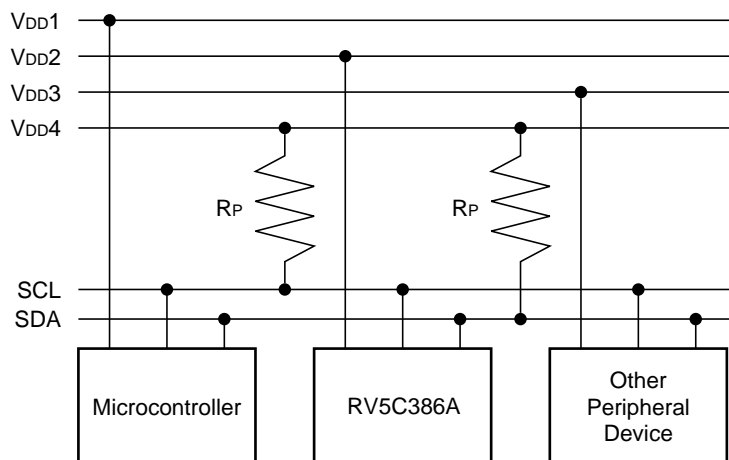 VDD1
VDD2
VDD3
VDD4
RP
RP
SCL
SDA
Microcontroller
RV5C386A
Other
Peripheral
Device